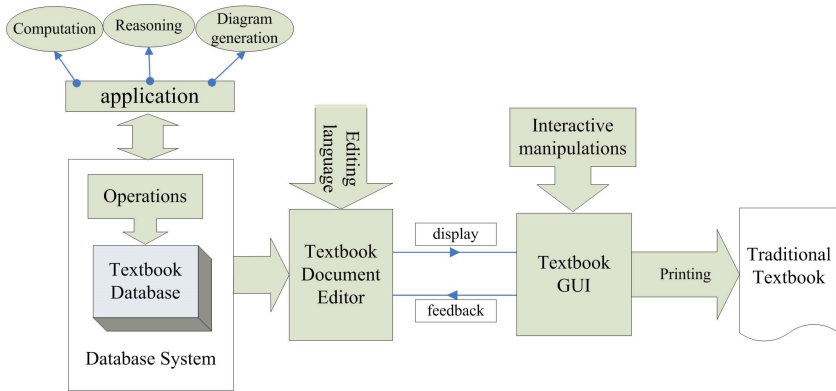 Computation
Reasoning
Diagram
generation
application
Operations
Textbook
Database
Database System
Editing
language
Textbook
Document
Editor
display
feedback
Interactive
manipulations
Textbook
GUI
Printing
Traditional
Textbook